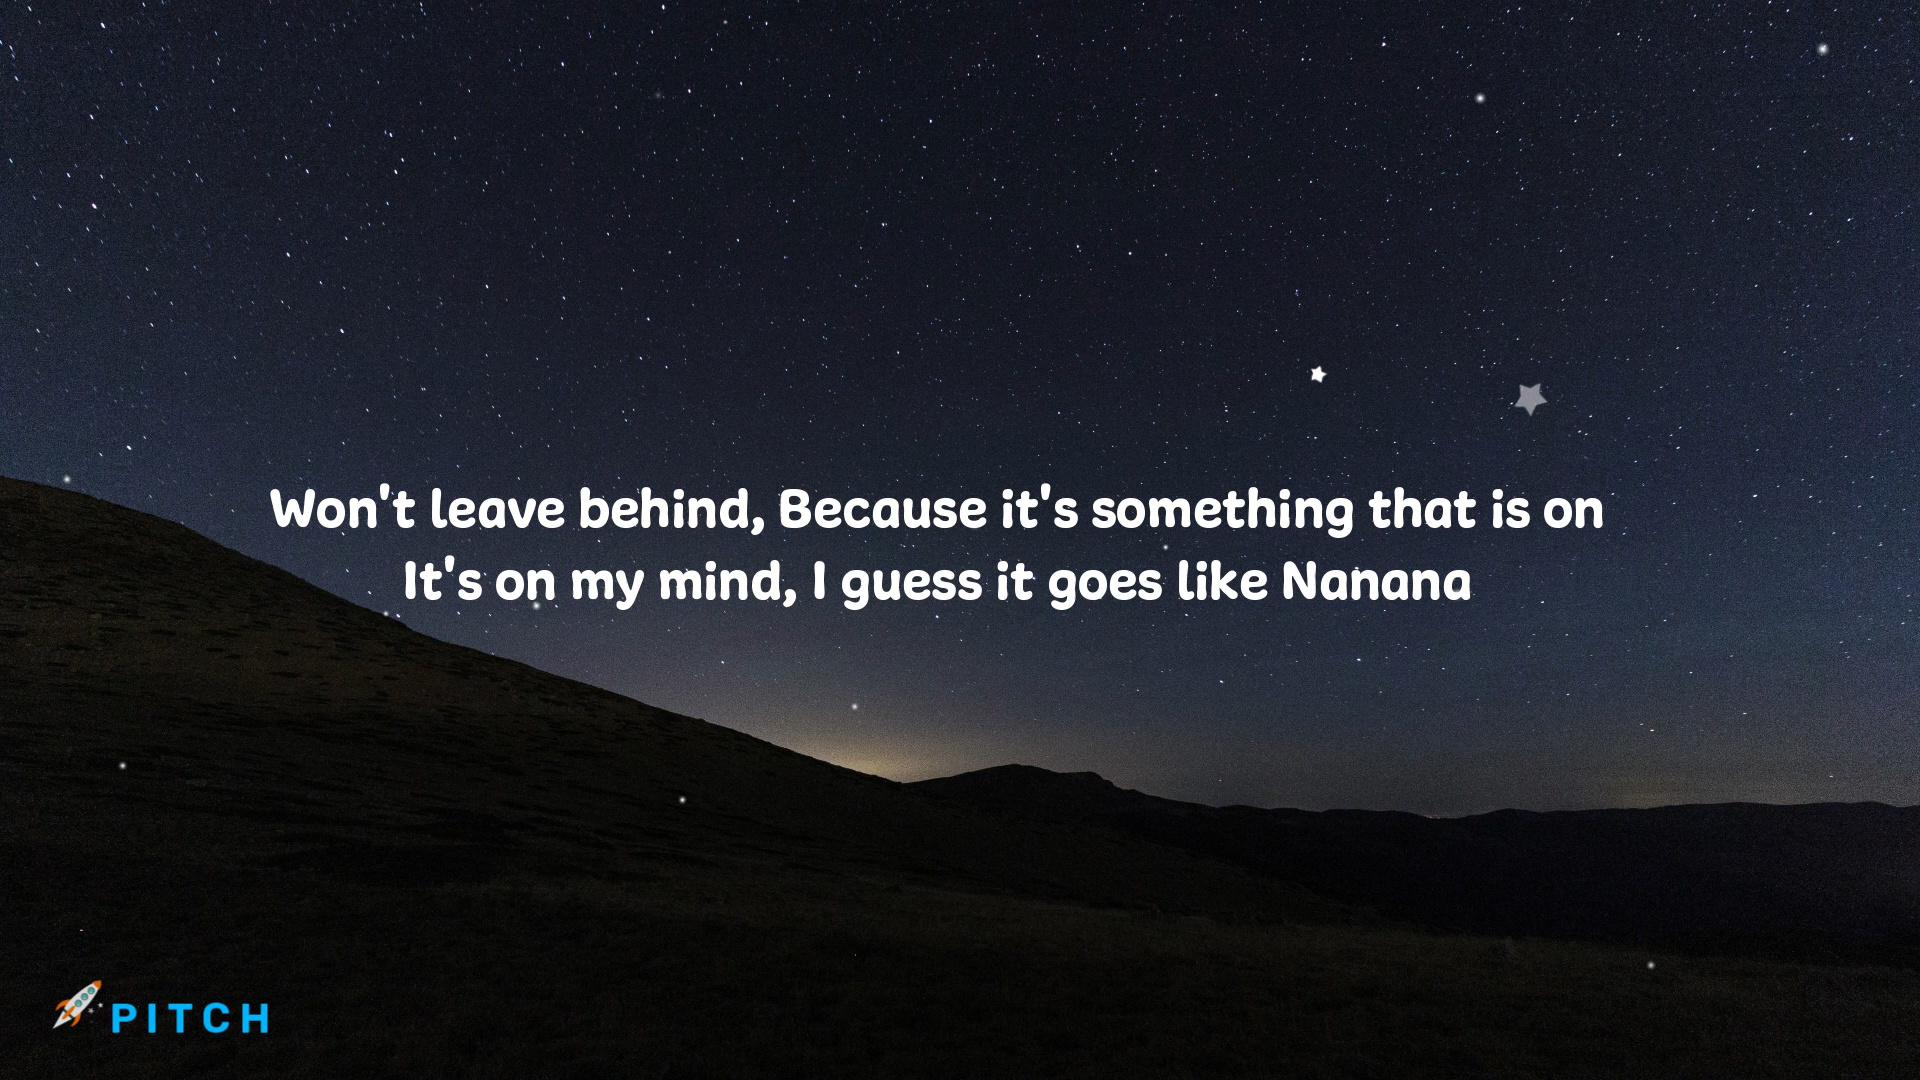 Won't leave behind, Because it's something that is on
It's on my mind, I guess it goes like Nanana
PITCH